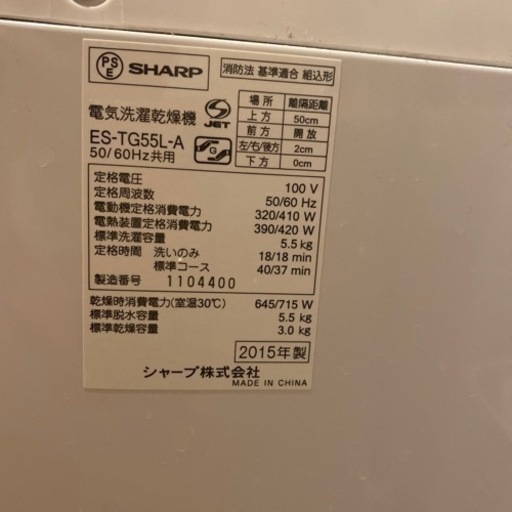 PSE SHARP
消防法 基準適合 組込形
電気洗濯乾燥機
JET
ES-TG55L-A
G
50/60Hz共用
場所 離隔距離
上方 50cm
前方 開放
左/右/後方 2cm
下方 0cm
定格電圧 100 V
定格周波数 50/60 Hz
電動機定格消費電力 320/410 W
電熱装置定格消費電力 390/420 W
標準洗濯容量 5.5 kg
定格時間 洗いのみ 18/18 min
標準コース 40/37 min
製造番号 1104400
乾燥時消費電力(室温30℃) 645/715 W
標準脱水容量 5.5 kg
標準乾燥容量 3.0 kg
2015年製
シャープ株式会社
MADE IN CHINA